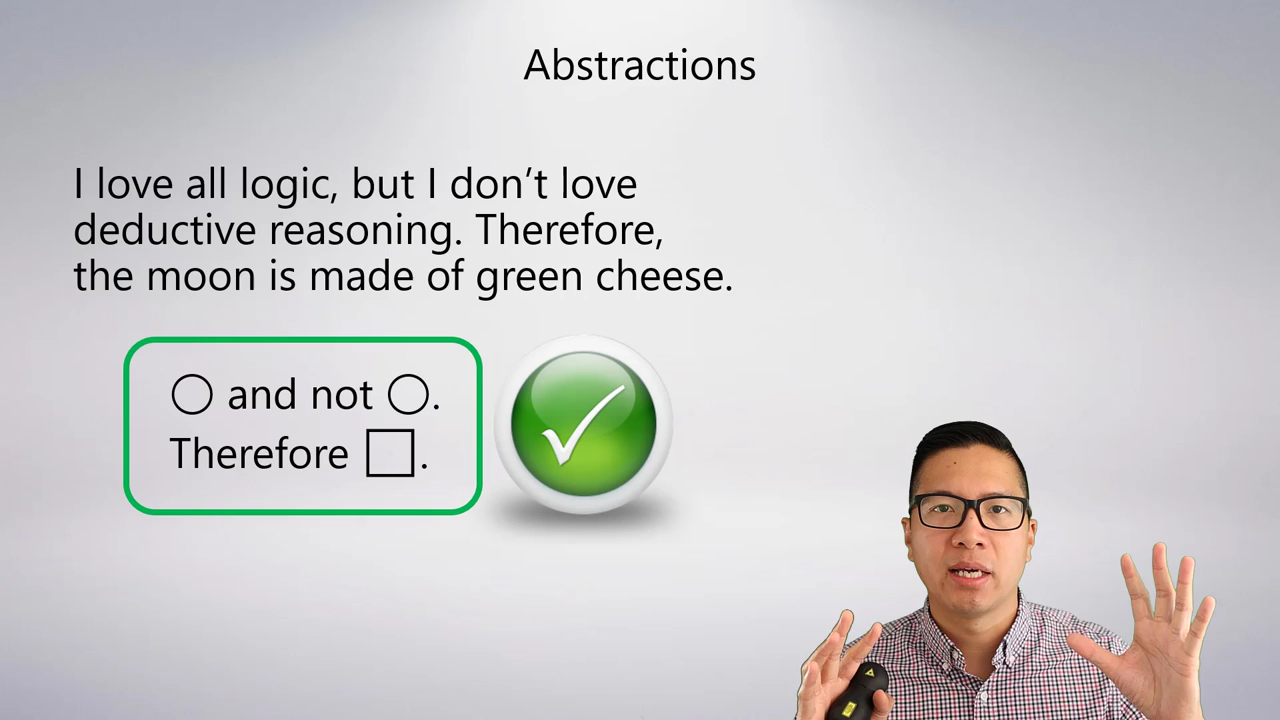 Abstractions
I love all logic, but I don’t love
deductive reasoning. Therefore,
the moon is made of green cheese.
○ and not ○.
Therefore □.